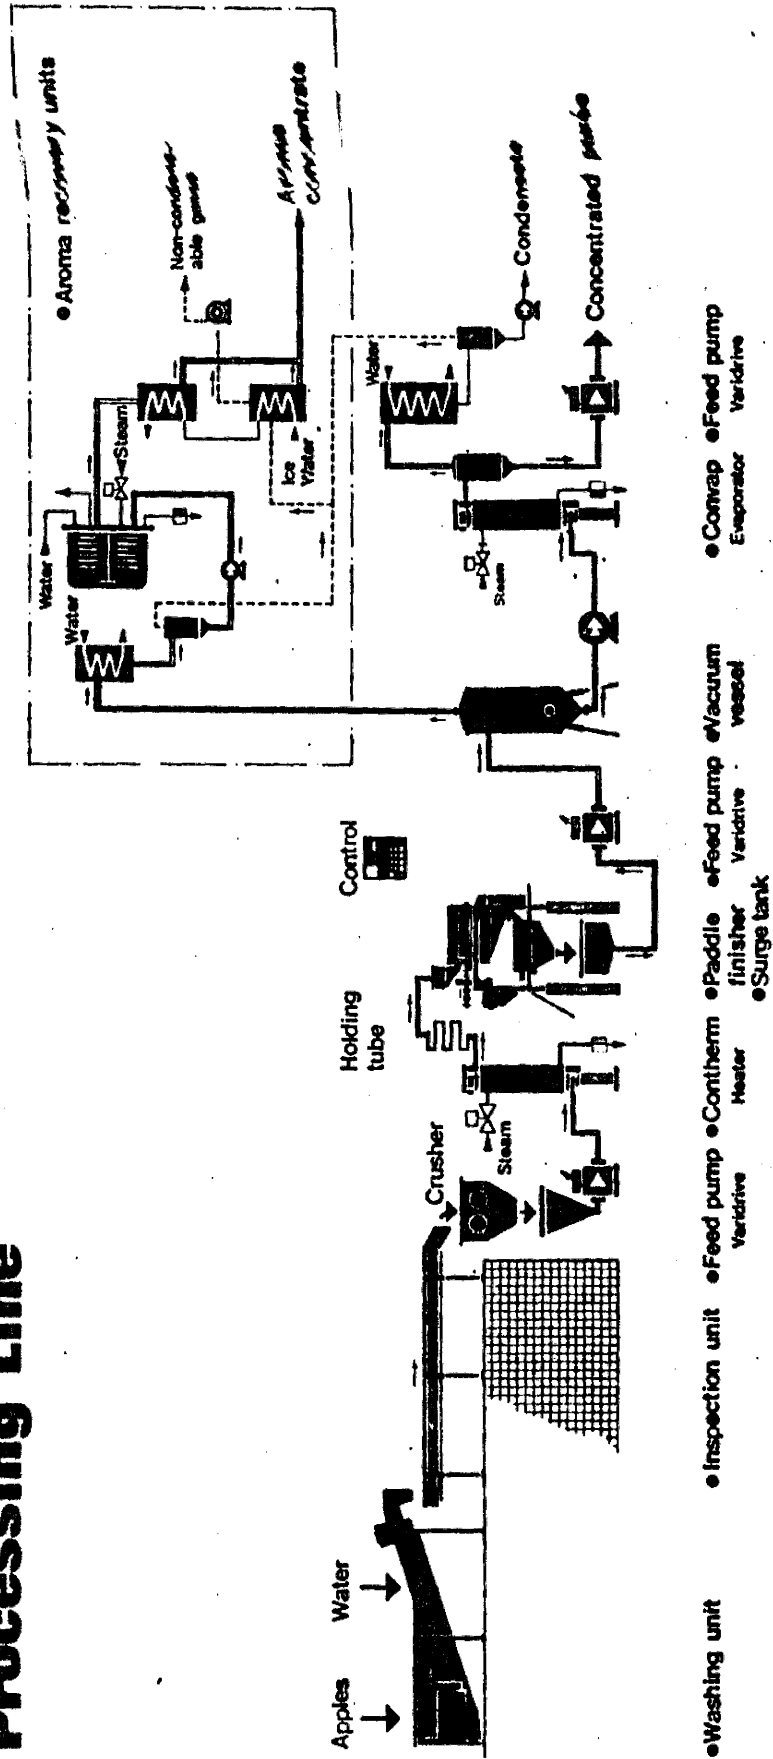 Processing Line
Aroma recovery units
Non-condens-
able gases
Aroma
concentrate
Steam
Water
Water
Ice
Water
Water
Condensate
Concentrated purée
Steam
Control
Holding
tube
Steam
Crusher
Water
Apples
Washing unit
Inspection unit
Feed pump
Varidrive
Contherm
Heater
Paddle
finisher
Surge tank
Feed pump
Varidrive
Vacuum
vessel
Convap
Evaporator
Feed pump
Varidrive